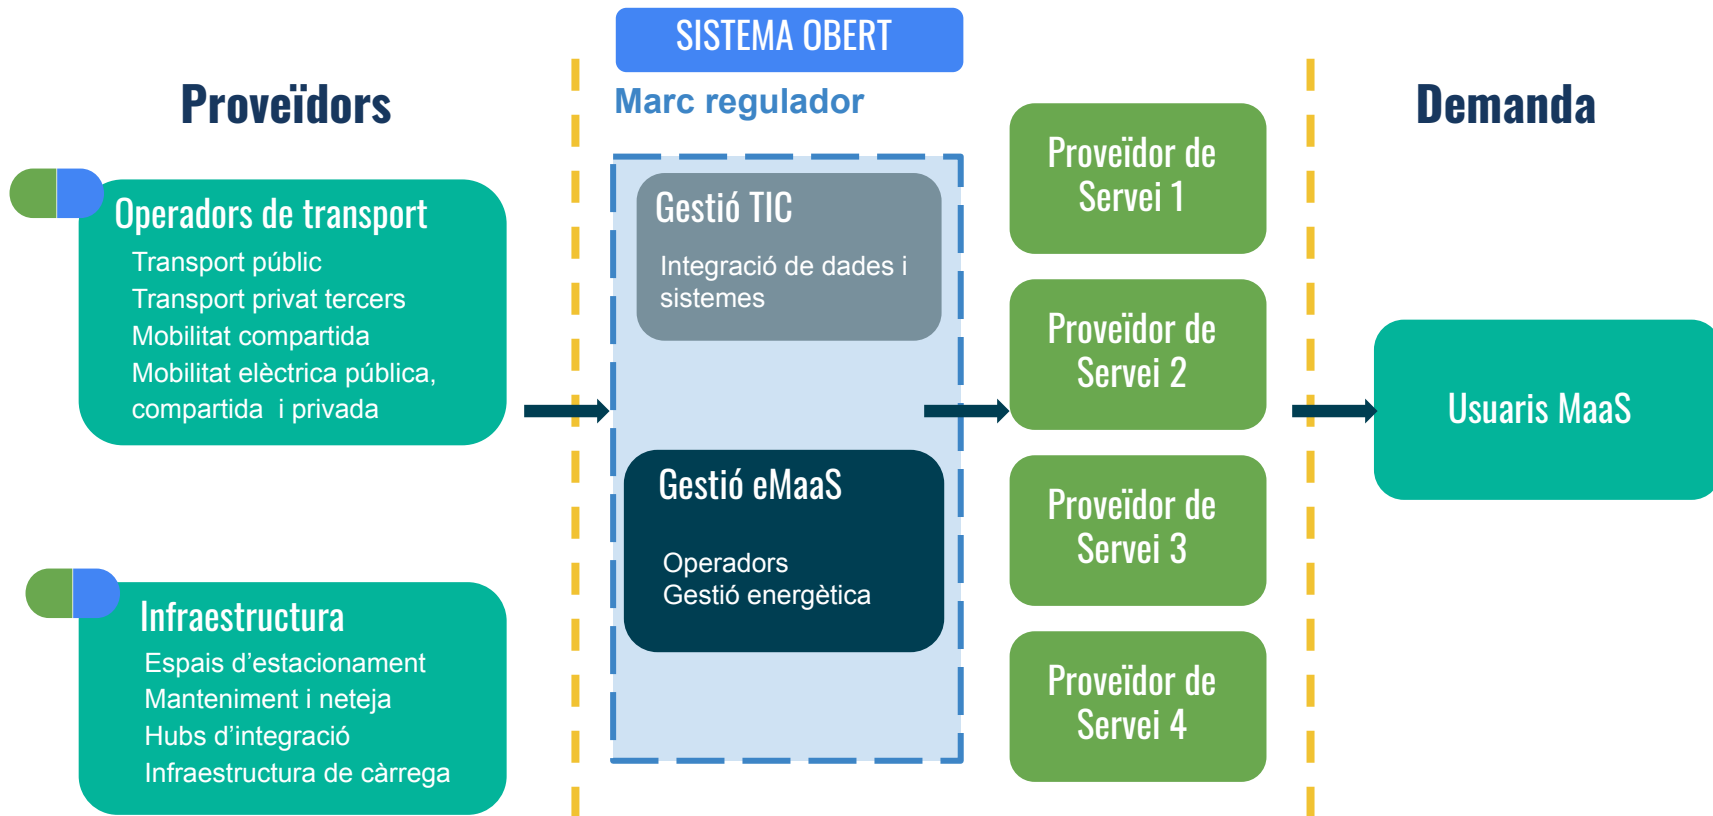 SISTEMA OBERT
Proveïdors
Marc regulador
Demanda
Operadors de transport
Transport públic
Transport privat tercers
Mobilitat compartida
Mobilitat elèctrica pública,
compartida i privada
Infraestructura
Espais d’estacionament
Manteniment i neteja
Hubs d’integració
Infraestructura de càrrega
Gestió TIC
Integració de dades i
sistemes
Gestió eMaaS
Operadors
Gestió energètica
Proveïdor de
Servei 1
Proveïdor de
Servei 2
Proveïdor de
Servei 3
Proveïdor de
Servei 4
Usuaris MaaS